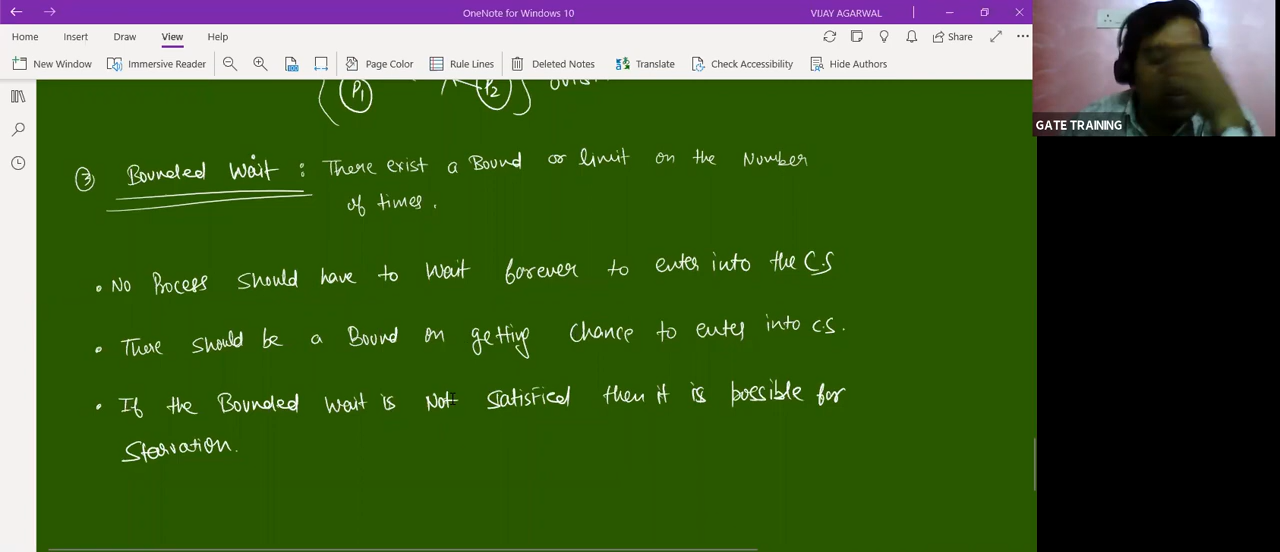 OneNote for Windows 10
VIJAY AGARWAL
Home Insert Draw View Help
Share
New Window Immersive Reader Page Color Rule Lines Deleted Notes Translate Check Accessibility Hide Authors
P1 P2
GATE TRAINING
③ Bounded Wait : There exist a Bound or limit on the Number
of times.
• No Process should have to Wait forever to enter into the C.S
• There should be a Bound on getting Chance to enter into C.S.
• If the Bounded Wait is Not satisfied then it is possible for
Starvation.